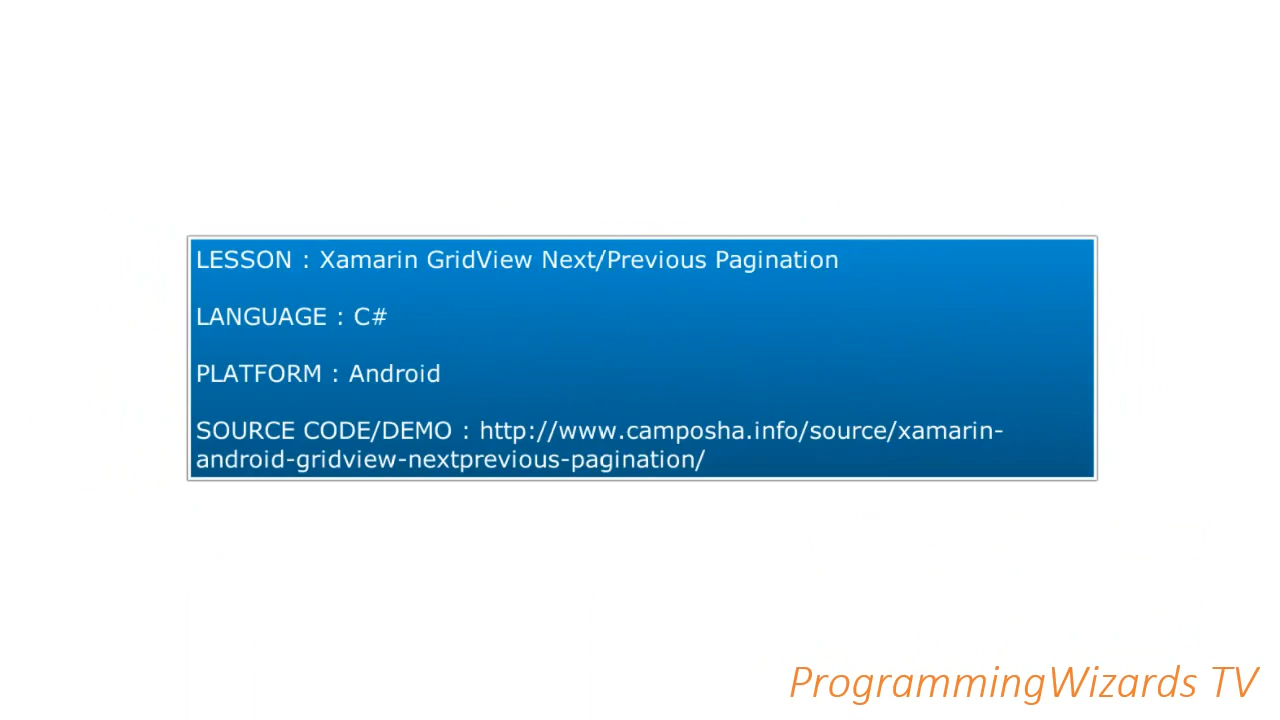 LESSON : Xamarin GridView Next/Previous Pagination
LANGUAGE : C#
PLATFORM : Android
SOURCE CODE/DEMO : http://www.camposha.info/source/xamarin-
android-gridview-nextprevious-pagination/
ProgrammingWizards TV